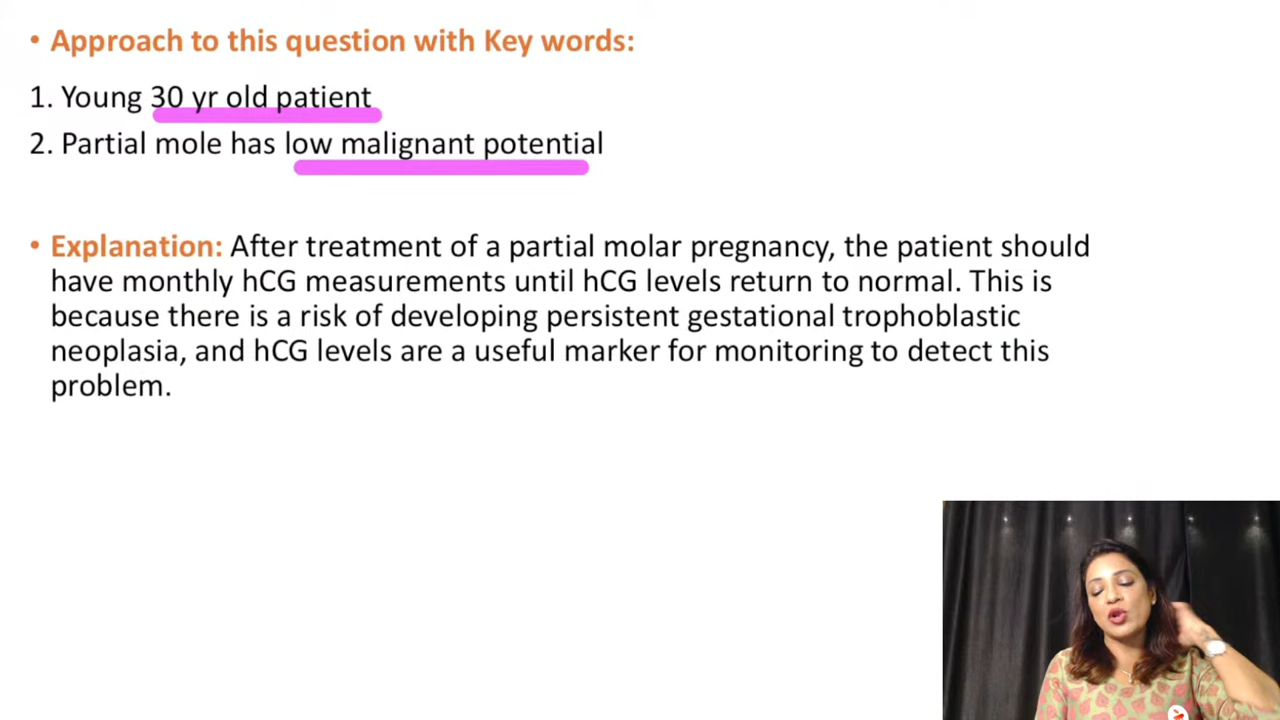 • Approach to this question with Key words:
1. Young 30 yr old patient
2. Partial mole has low malignant potential
• Explanation: After treatment of a partial molar pregnancy, the patient should
have monthly hCG measurements until hCG levels return to normal. This is
because there is a risk of developing persistent gestational trophoblastic
neoplasia, and hCG levels are a useful marker for monitoring to detect this
problem.